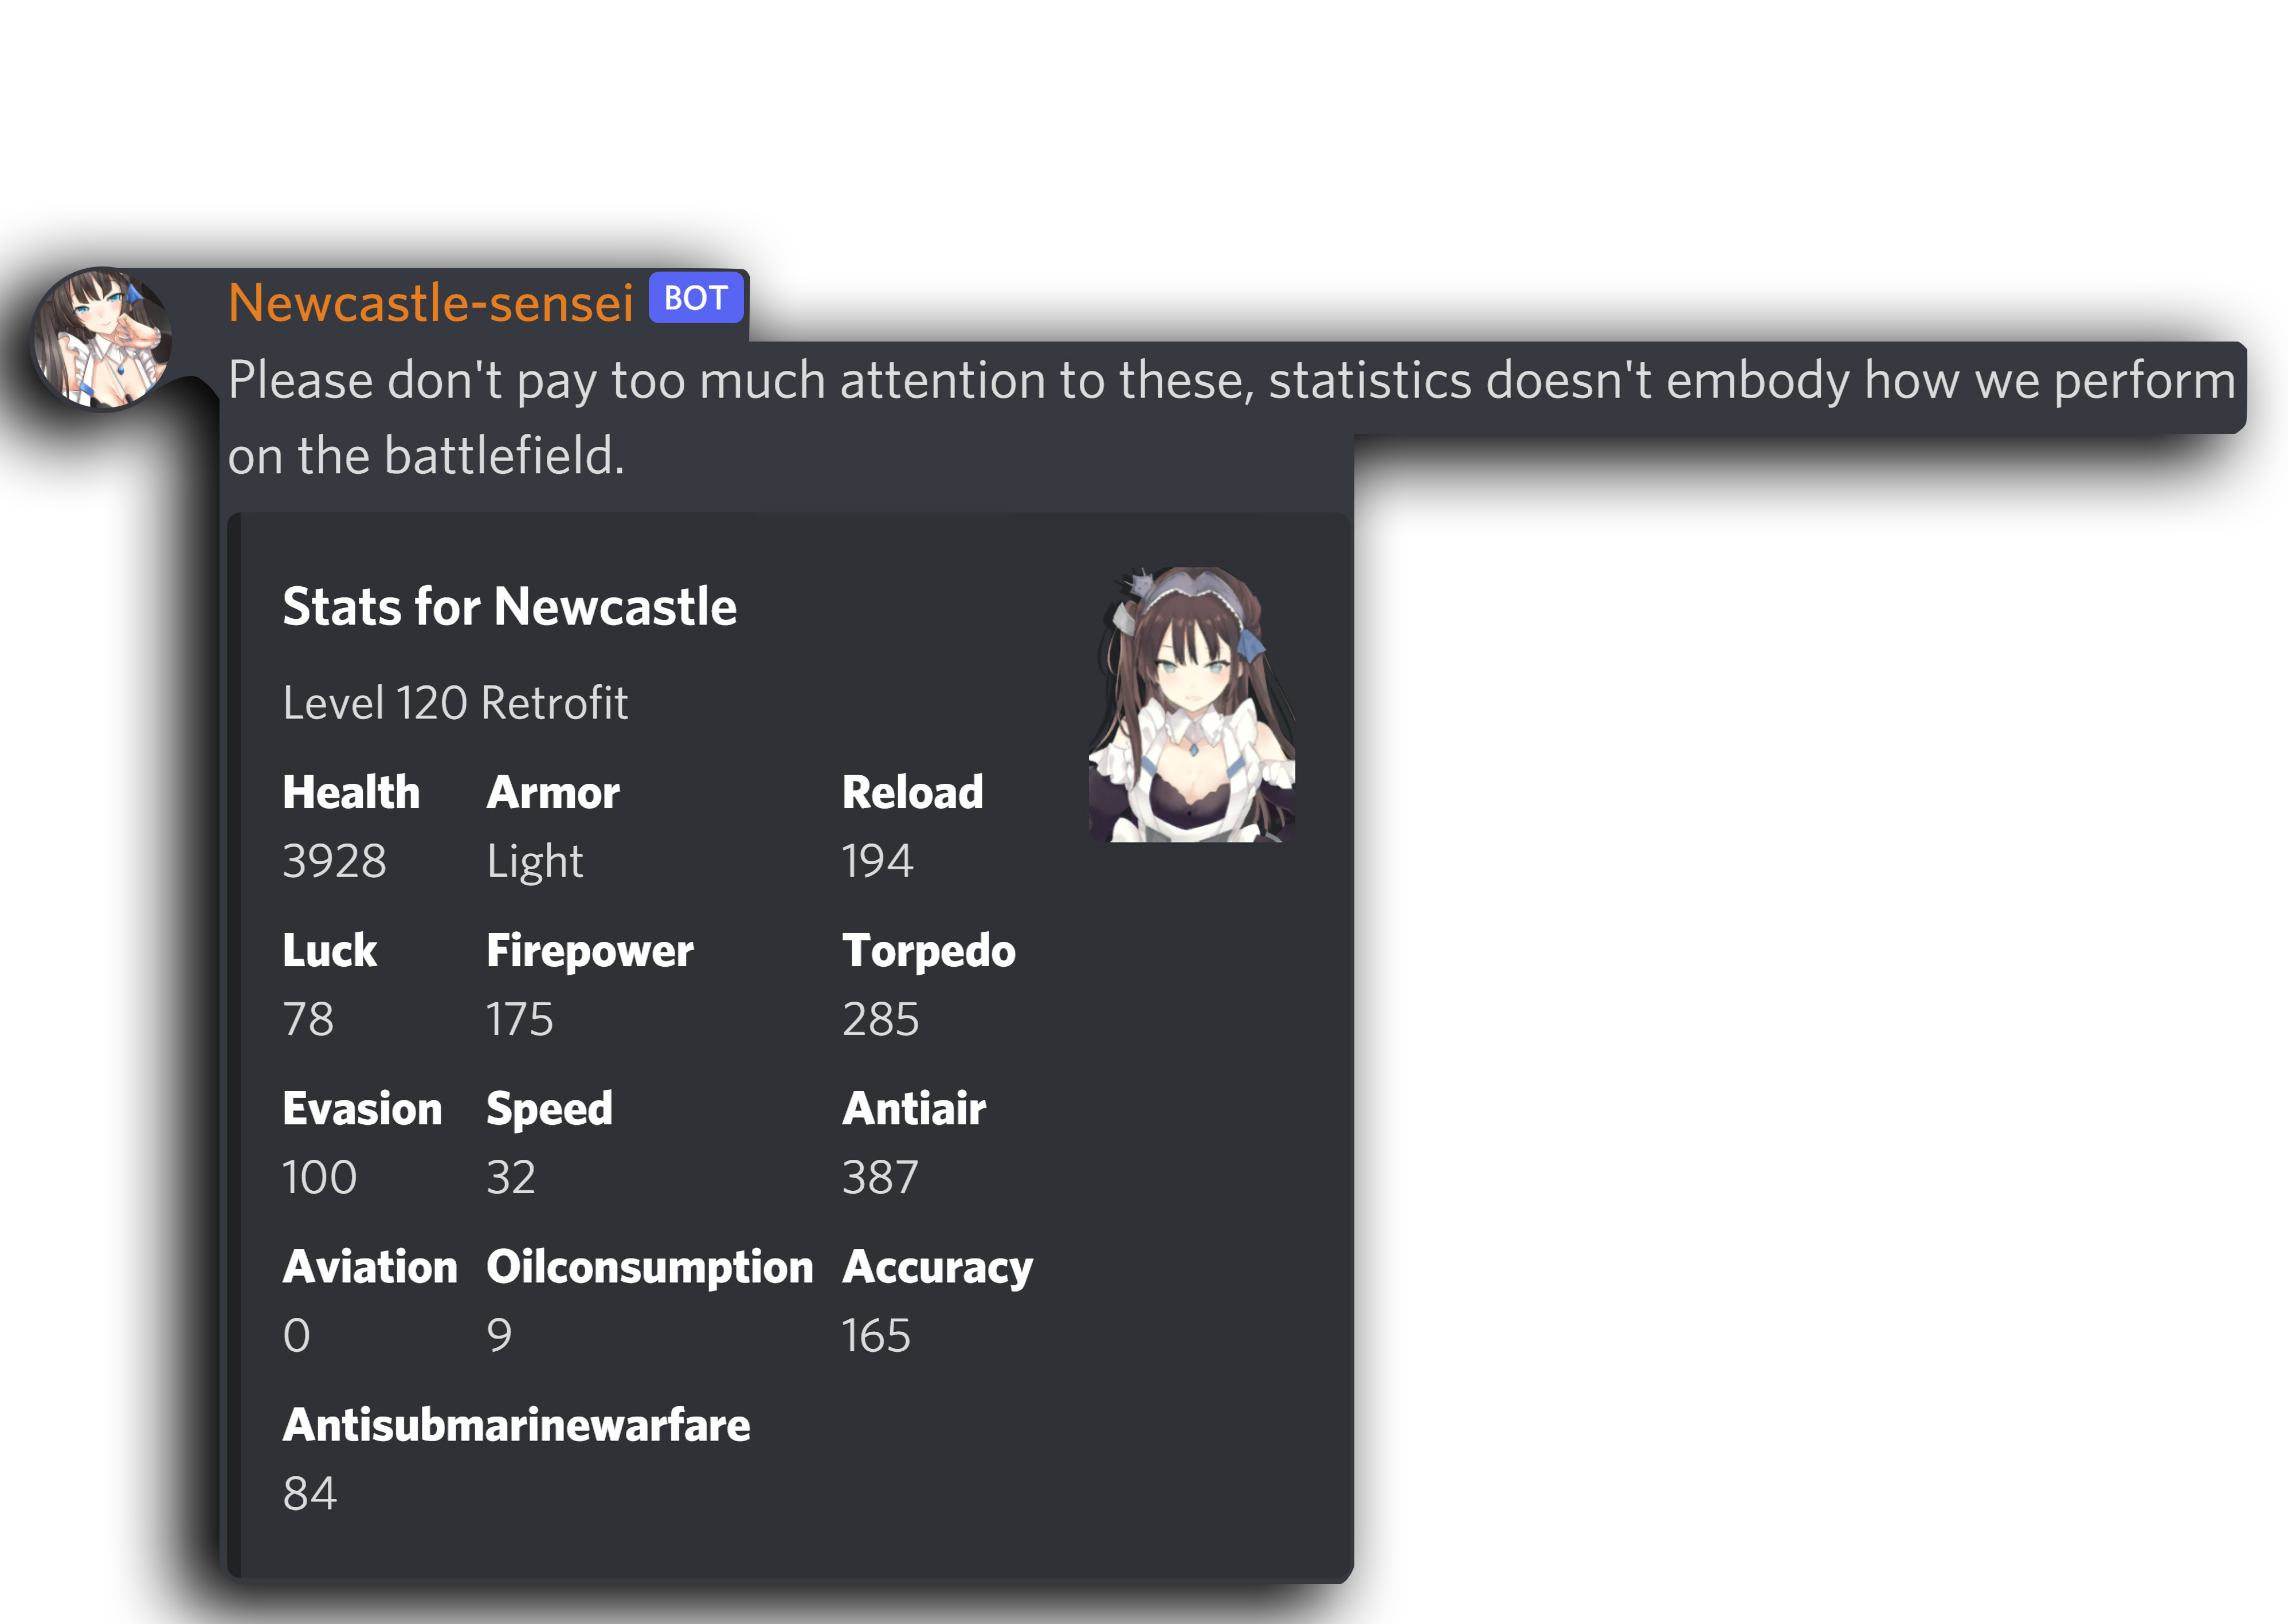 Newcastle-sensei BOT
Please don't pay too much attention to these, statistics doesn't embody how we perform
on the battlefield.
Stats for Newcastle
Level 120 Retrofit
Health Armor Reload
3928 Light 194
Luck Firepower Torpedo
78 175 285
Evasion Speed Antiair
100 32 387
Aviation Oilconsumption Accuracy
0 9 165
Antisubmarinewarfare
84